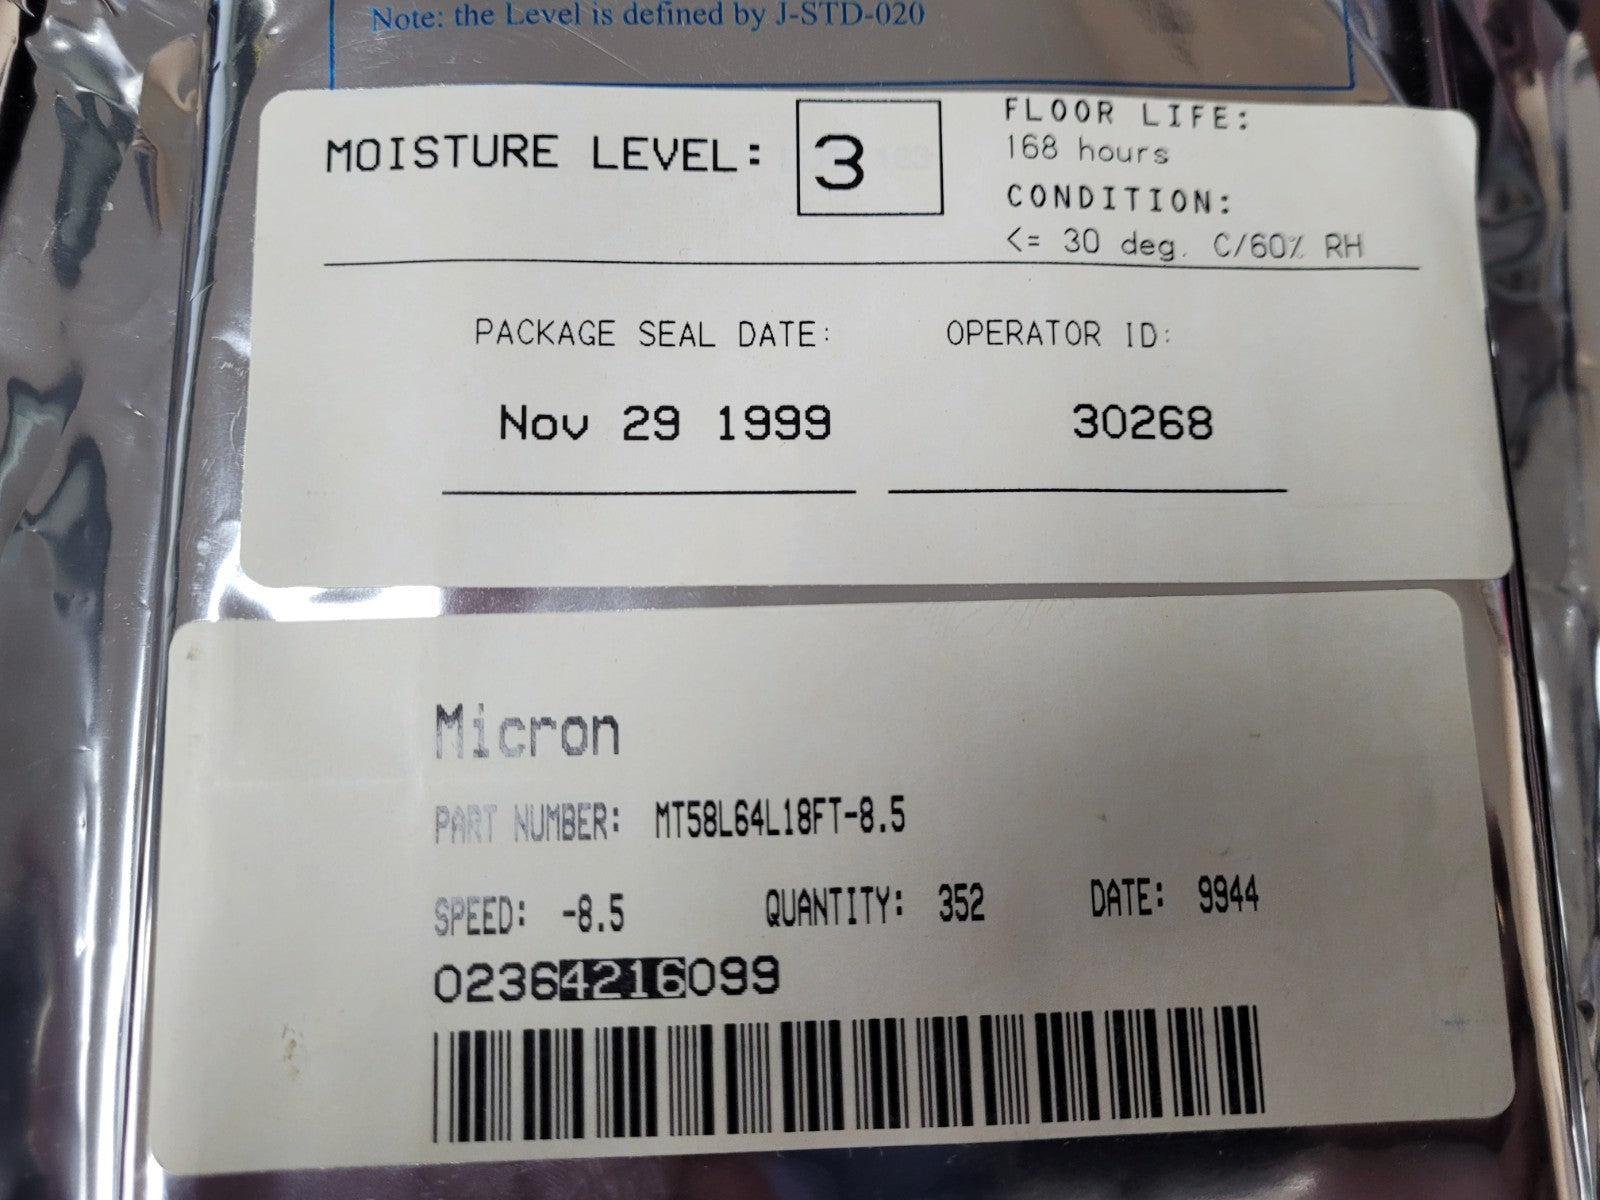 Note: the Level is defined by J-STD-020
MOISTURE LEVEL: 3
FLOOR LIFE:
168 hours
CONDITION:
<= 30 deg. C/60% RH
PACKAGE SEAL DATE: OPERATOR ID:
Nov 29 1999 30268
Micron
PART NUMBER: MT58L64L18FT-8.5
SPEED: -8.5 QUANTITY: 352 DATE: 9944
02364216099